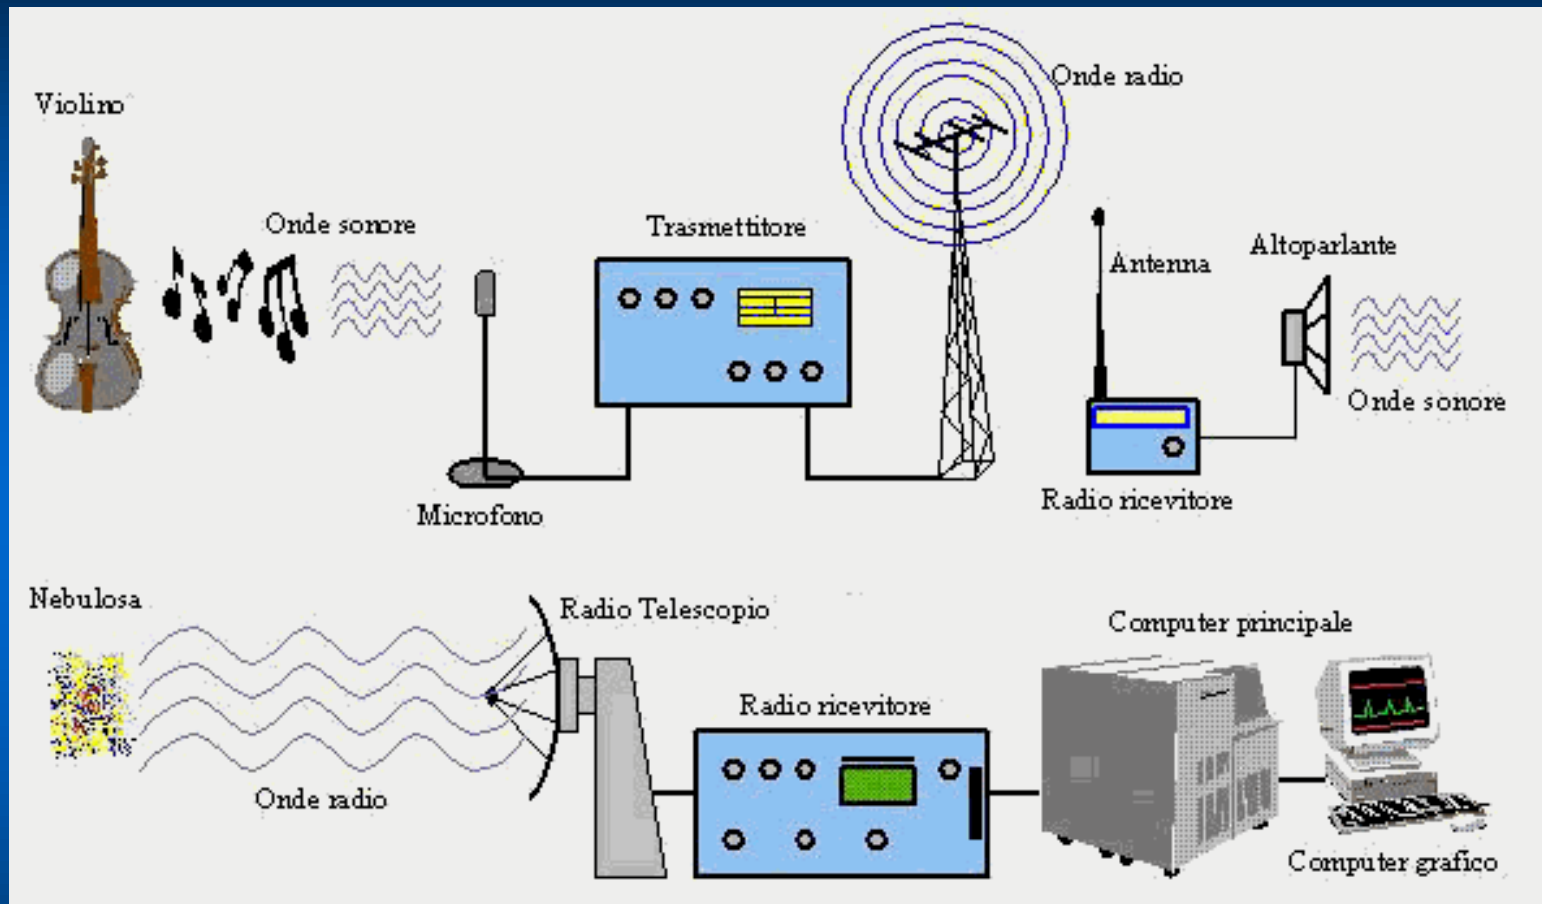 Violino
Onde sonore
Microfono
Trasmettitore
Onde radio
Antenna
Radio ricevitore
Altoparlante
Onde sonore
Nebulosa
Onde radio
Radio Telescopio
Radio ricevitore
Computer principale
Computer grafico